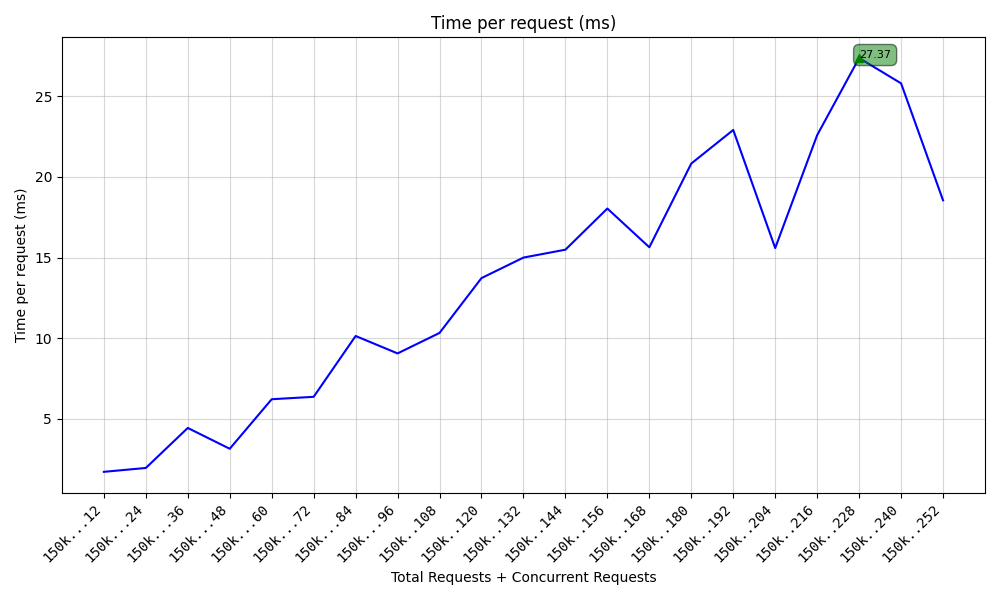 Time per request (ms)
27.37
Time per request (ms)
25
20
15
10
5
150k...12
150k...24
150k...36
150k...48
150k...60
150k...72
150k...84
150k...96
150k..108
150k..120
150k..132
150k..144
150k..156
150k..168
150k..180
150k..192
150k..204
150k..216
150k..228
150k..240
150k..252
Total Requests + Concurrent Requests